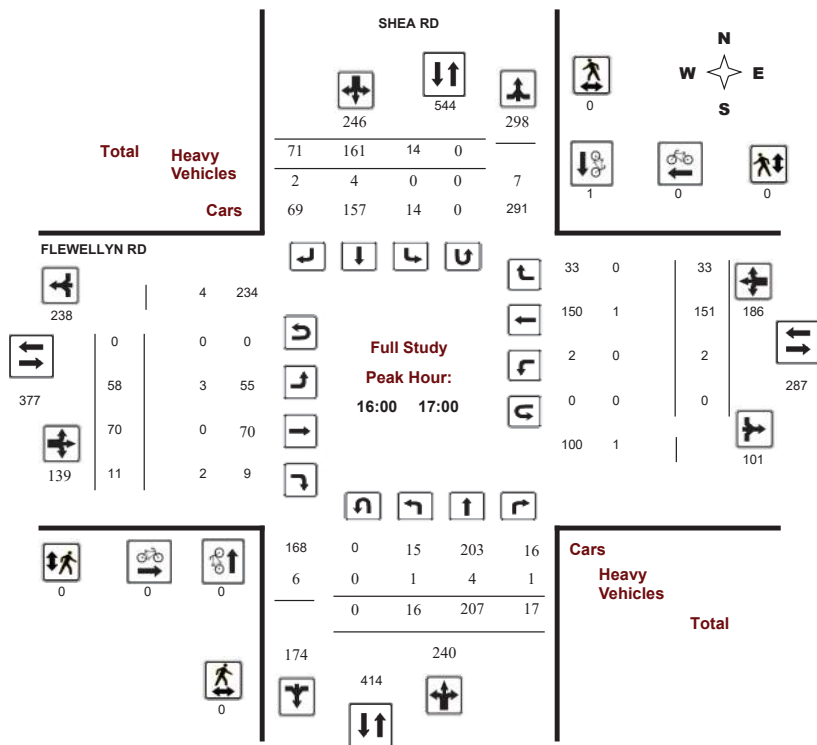 SHEA RD
N
W E
S
544
0
246
298
Total
Heavy
Vehicles
71 161 14 0
2 4 0 0 7
1 0 0
Cars
69 157 14 0 291
FLEWELLYN RD
33 0 33
4 234
238
150 1 151 186
0 0 0
Full Study
2 0 2
377
58 3 55
Peak Hour:
287
16:00 17:00
0 0 0
70 0 70
100 1
101
139 11 2 9
168 0 15 203 16
Cars
6 0 1 4 1
Heavy
Vehicles
0 0 0
0 16 207 17
Total
174 240
414
0